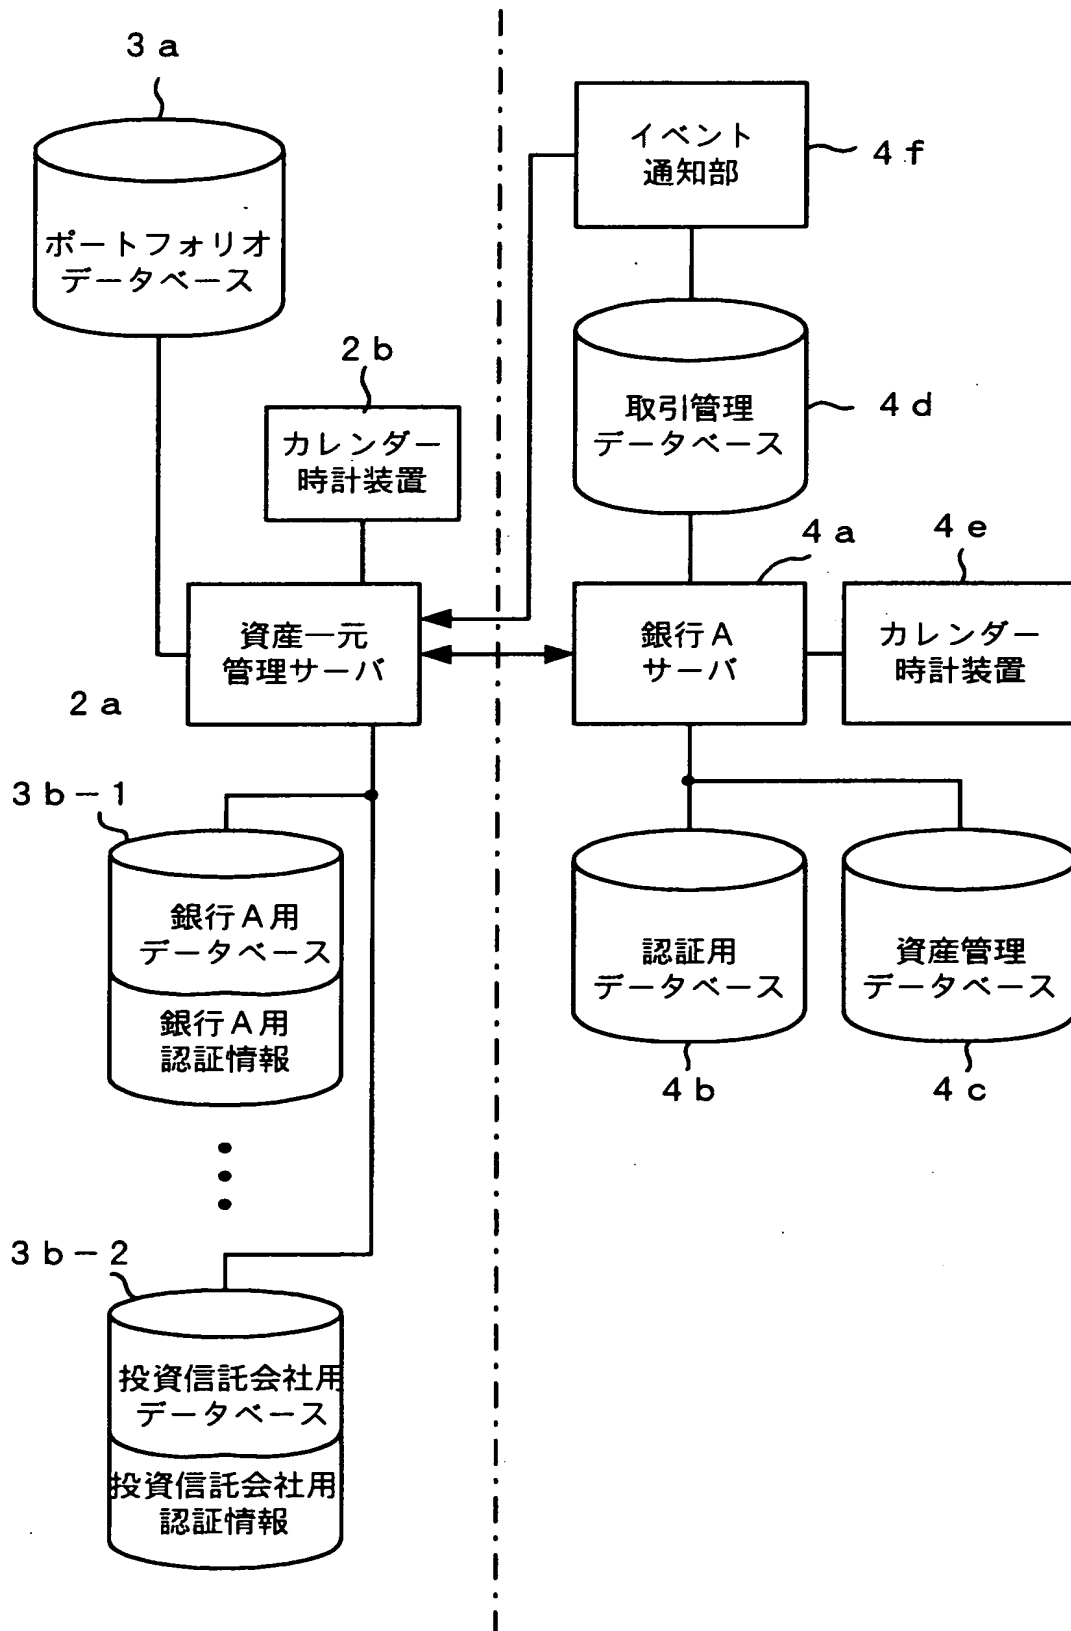 3a
ポートフォリオ
データベース
2b
カレンダー
時計装置
資産一元
管理サーバ
2a
3b-1
銀行A用
データベース
銀行A用
認証情報
3b-2
投資信託会社用
データベース
投資信託会社用
認証情報
イベント
通知部
4f
取引管理
データベース
4d
4a
銀行A
サーバ
4e
カレンダー
時計装置
認証用
データベース
4b
資産管理
データベース
4c